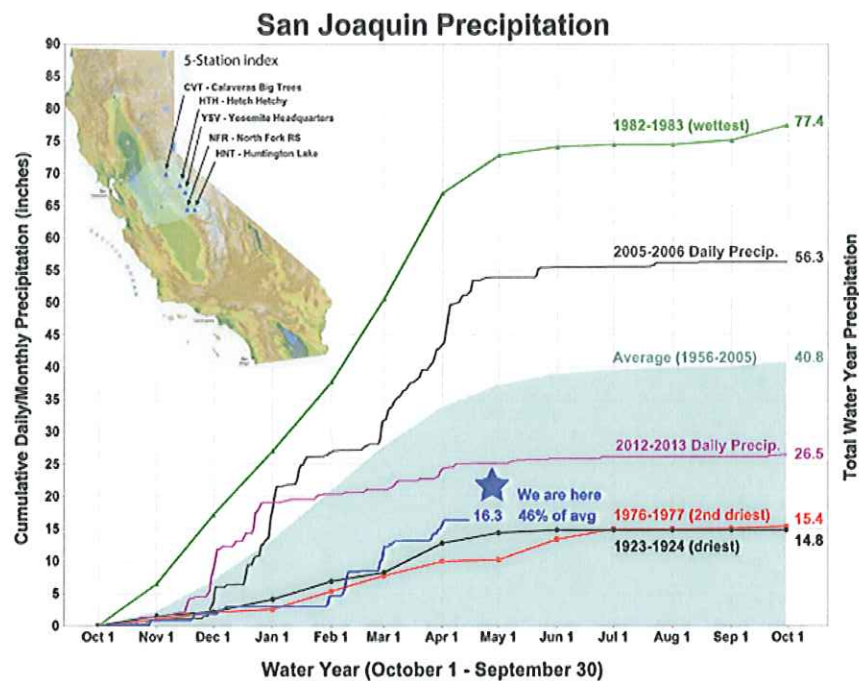 San Joaquin Precipitation
5-Station index
CVT - Calaveras Big Trees
HTH - Hetch Hetchy
YSV - Yosemite Headquarters
NFR - North Fork RS
HNT - Huntington Lake
Cumulative Daily/Monthly Precipitation (inches)
90
85
80
75
70
65
60
55
50
45
40
35
30
25
20
15
10
5
0
1982-1983 (wettest)
77.4
2005-2006 Daily Precip.
56.3
Average (1956-2005)
40.8
2012-2013 Daily Precip.
26.5
We are here
16.3
46% of avg
1976-1977 (2nd driest)
15.4
1923-1924 (driest)
14.8
Total Water Year Precipitation
Oct 1 Nov 1 Dec 1 Jan 1 Feb 1 Mar 1 Apr 1 May 1 Jun 1 Jul 1 Aug 1 Sep 1 Oct 1
Water Year (October 1 - September 30)